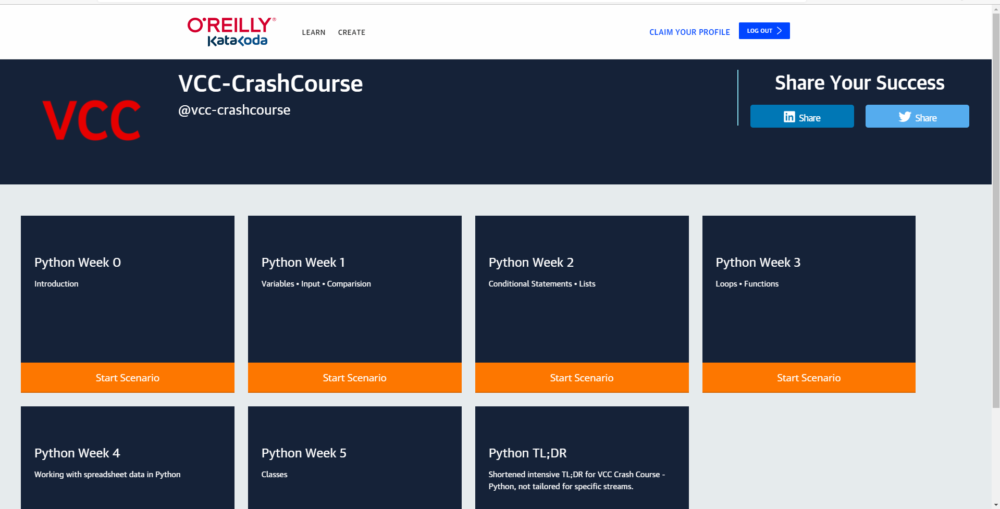 O'REILLY®
Katakoda
LEARN
CREATE
CLAIM YOUR PROFILE
LOG OUT
VCC
VCC-CrashCourse
@vcc-crashcourse
Share Your Success
Share
Share
Python Week 0
Introduction
Start Scenario
Python Week 1
Variables • Input • Comparision
Start Scenario
Python Week 2
Conditional Statements • Lists
Start Scenario
Python Week 3
Loops • Functions
Start Scenario
Python Week 4
Working with spreadsheet data in Python
Python Week 5
Classes
Python TL;DR
Shortened intensive TL;DR for VCC Crash Course -
Python, not tailored for specific streams.